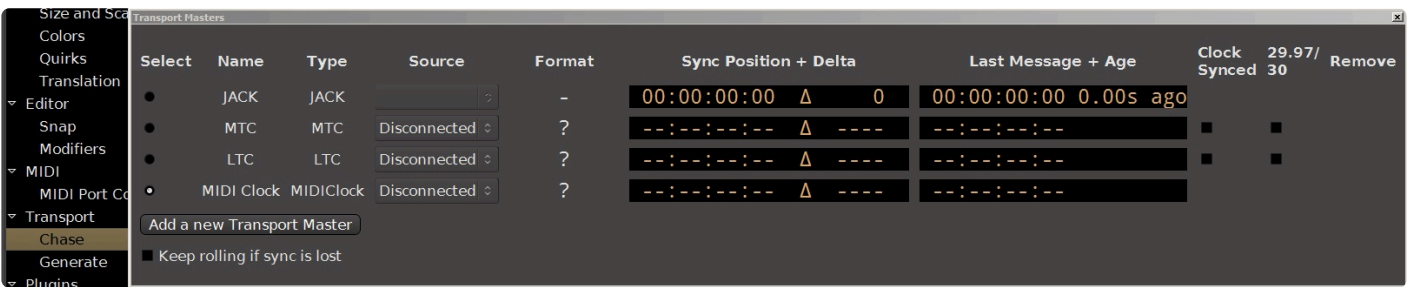 Size and Sca
Colors
Quirks
Translation
▿ Editor
Snap
Modifiers
▿ MIDI
MIDI Port Co
▿ Transport
Chase
Generate
▿ Plugins
Transport Masters
Select Name Type Source Format Sync Position + Delta Last Message + Age Clock Synced 29.97/30 Remove
JACK JACK – 00:00:00:00 Δ 0 00:00:00:00 0.00s ago
MTC MTC Disconnected ? --:--:--:-- Δ ---- --:--:--:--
LTC LTC Disconnected ? --:--:--:-- Δ ---- --:--:--:--
MIDI Clock MIDIClock Disconnected ? --:--:--:-- Δ ---- --:--:--:--
Add a new Transport Master
Keep rolling if sync is lost